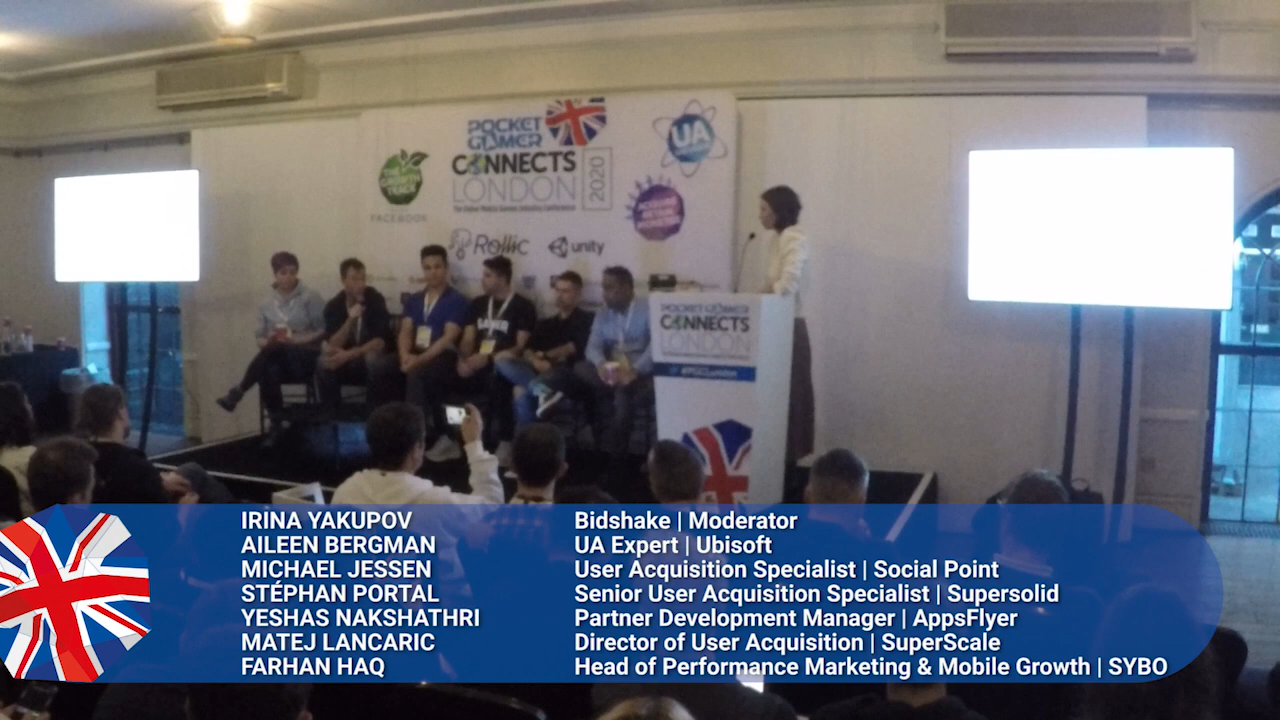 POCKET
GAMER
CONNECTS
LONDON
2020
UA
THE
GROWTH
TRACK
FACEBOOK
Rollic
unity
POCKET GAMER
CONNECTS
LONDON
IRINA YAKUPOV Bidshake | Moderator
AILEEN BERGMAN UA Expert | Ubisoft
MICHAEL JESSEN User Acquisition Specialist | Social Point
STÉPHAN PORTAL Senior User Acquisition Specialist | Supersolid
YESHAS NAKSHATHRI Partner Development Manager | AppsFlyer
MATEJ LANCARIC Director of User Acquisition | SuperScale
FARHAN HAQ Head of Performance Marketing & Mobile Growth | SYBO